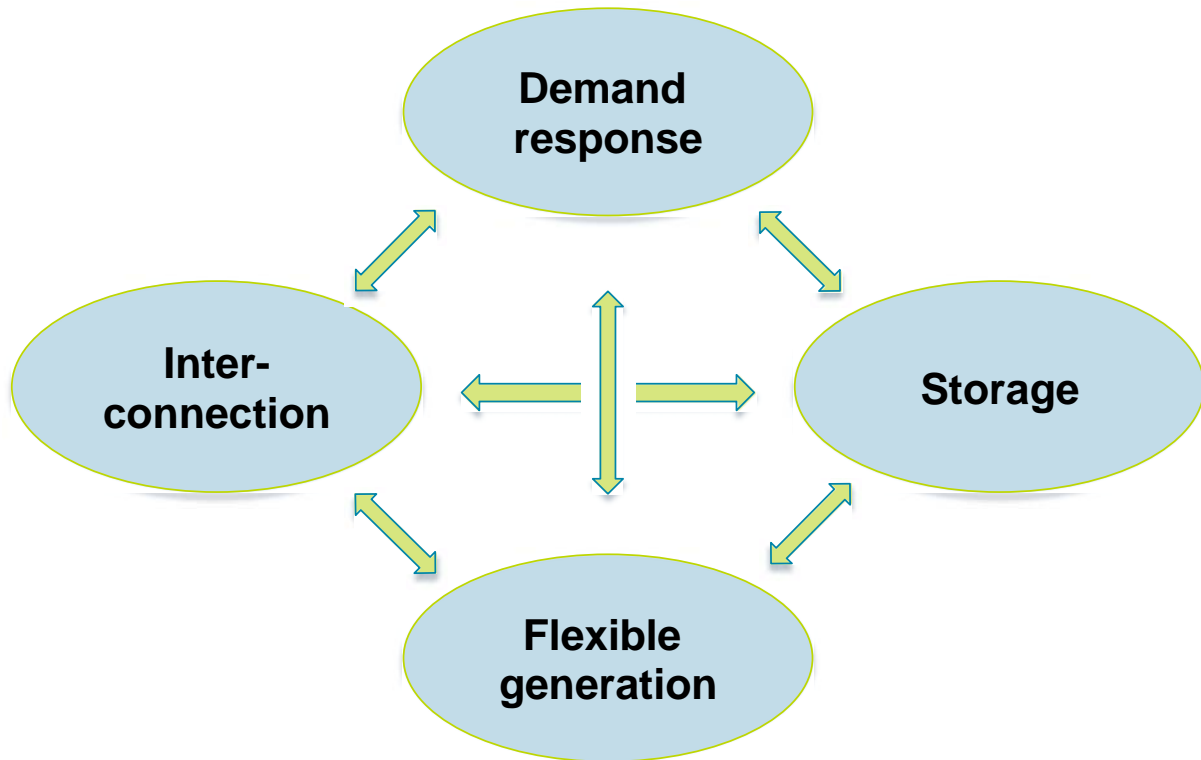 Demand
response
Inter-
connection
Storage
Flexible
generation